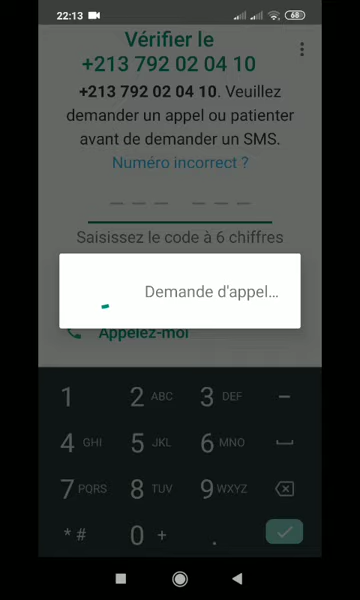 22:13
68
Vérifier le
+213 792 02 04 10
+213 792 02 04 10. Veuillez
demander un appel ou patienter
avant de demander un SMS.
Numéro incorrect ?
Saisissez le code à 6 chiffres
Demande d'appel...
Appelez-moi
1 2 ABC 3 DEF –
4 GHI 5 JKL 6 MNO
7 PQRS 8 TUV 9 WXYZ
* # 0 + .